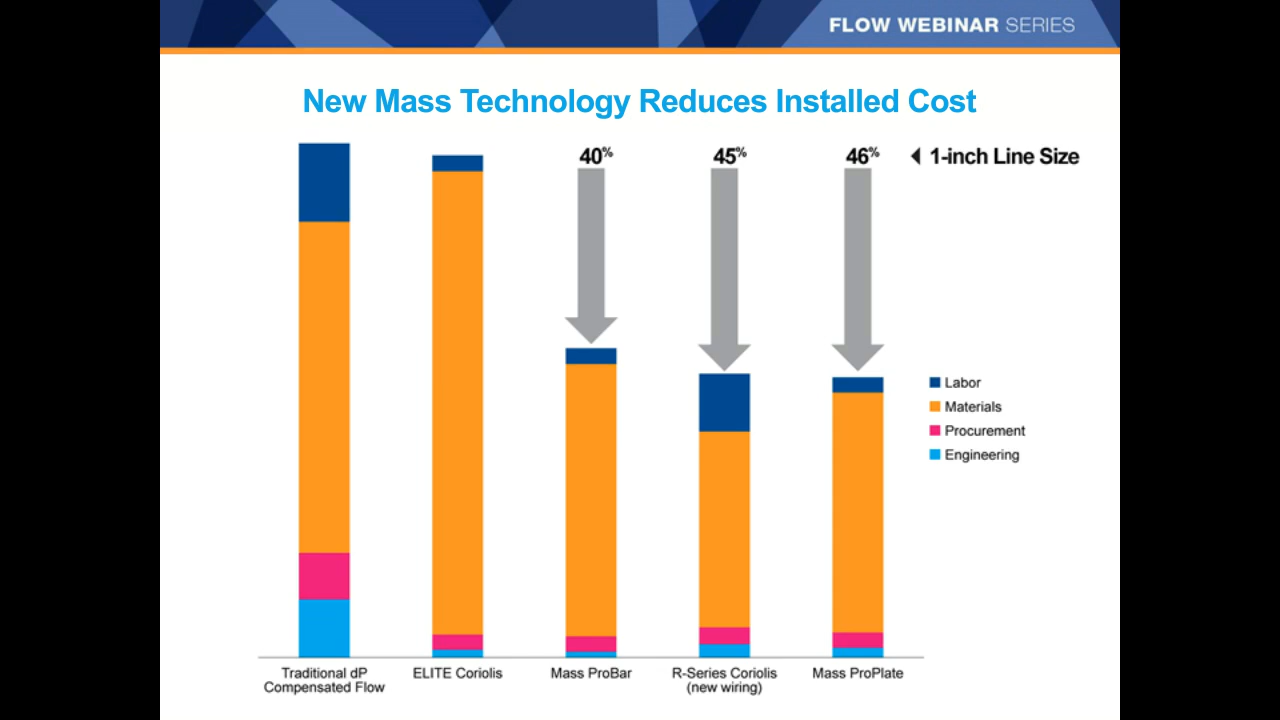 FLOW WEBINAR SERIES
New Mass Technology Reduces Installed Cost
40%
45%
46%
1-inch Line Size
Labor
Materials
Procurement
Engineering
Traditional dP
Compensated Flow
ELITE Coriolis
Mass ProBar
R-Series Coriolis
(new wiring)
Mass ProPlate